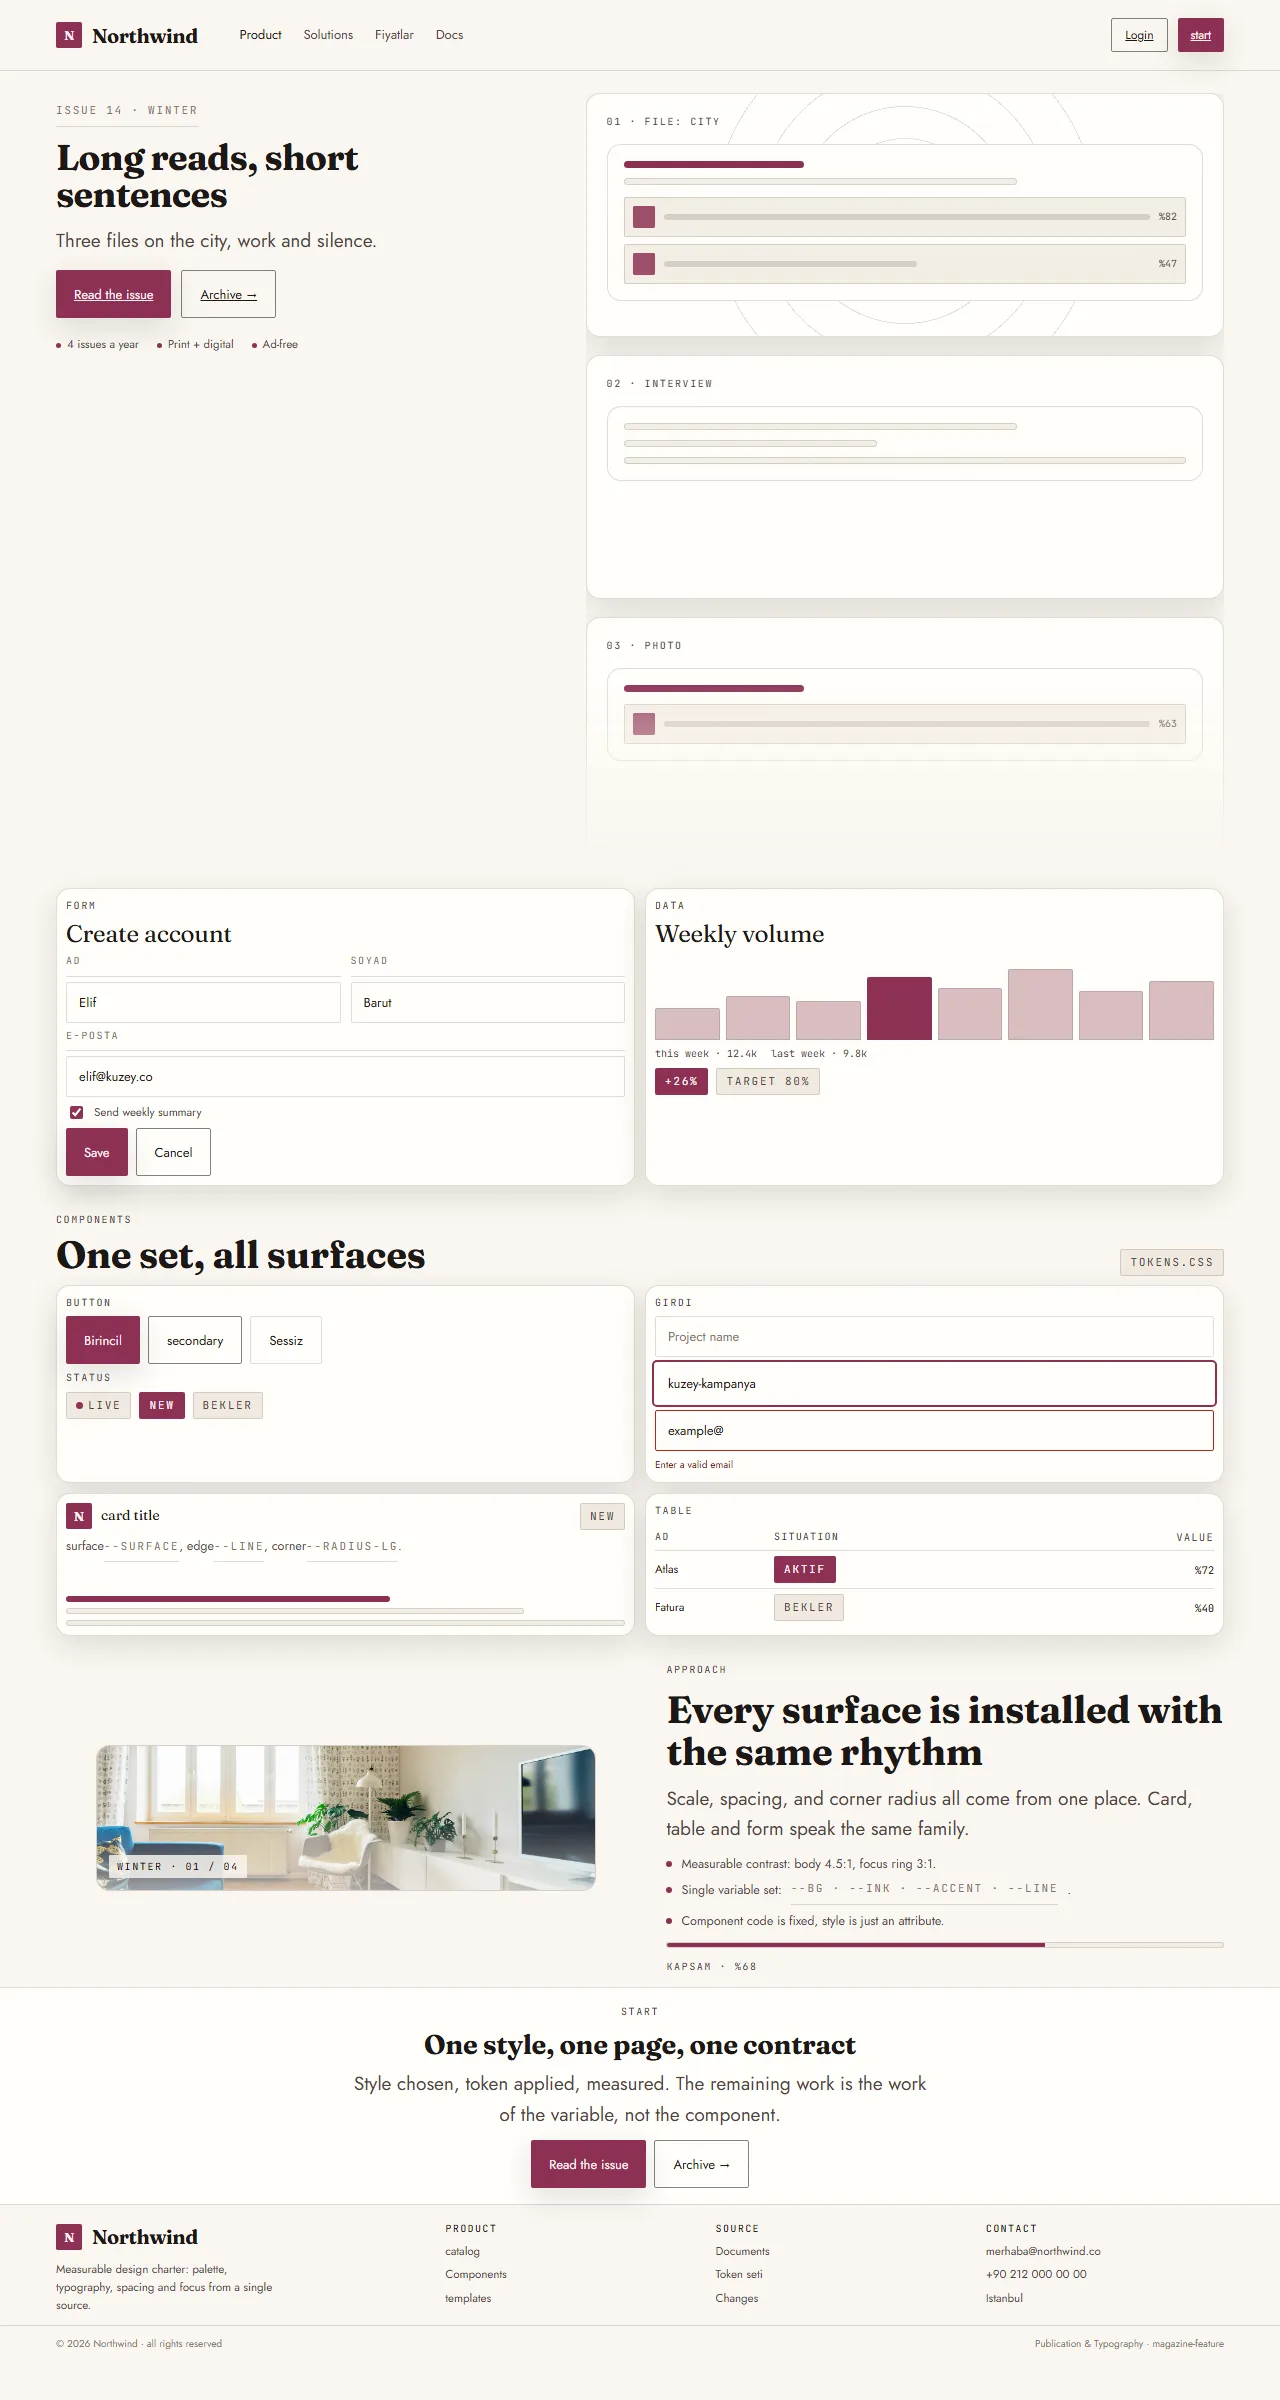 N Northwind Product Solutions Fiyatlar Docs Login start
ISSUE 14 · WINTER
Long reads, short
sentences
Three files on the city, work and silence.
Read the issue Archive →
4 issues a year Print + digital Ad-free
01 · FILE: CITY
%82
%47
02 · INTERVIEW
03 · PHOTO
%63
FORM
Create account
AD SOYAD
Elif Barut
E-POSTA
elif@kuzey.co
Send weekly summary
Save Cancel
DATA
Weekly volume
this week · 12.4k last week · 9.8k
+26% TARGET 80%
COMPONENTS
One set, all surfaces
TOKENS.CSS
BUTTON
Birincil secondary Sessiz
STATUS
LIVE NEW BEKLER
GIRDI
Project name
kuzey-kampanya
example@
Enter a valid email
N card title NEW
surface--SURFACE, edge--LINE, corner--RADIUS-LG.
TABLE
AD SITUATION VALUE
Atlas AKTIF %72
Fatura BEKLER %40
WINTER · 01 / 04
APPROACH
Every surface is installed with
the same rhythm
Scale, spacing, and corner radius all come from one place. Card,
table and form speak the same family.
Measurable contrast: body 4.5:1, focus ring 3:1.
Single variable set: --BG · --INK · --ACCENT · --LINE .
Component code is fixed, style is just an attribute.
KAPSAM · %68
START
One style, one page, one contract
Style chosen, token applied, measured. The remaining work is the work
of the variable, not the component.
Read the issue Archive →
N Northwind
Measurable design charter: palette,
typography, spacing and focus from a single
source.
PRODUCT
catalog
Components
templates
SOURCE
Documents
Token seti
Changes
CONTACT
merhaba@northwind.co
+90 212 000 00 00
Istanbul
© 2026 Northwind · all rights reserved
Publication & Typography · magazine-feature